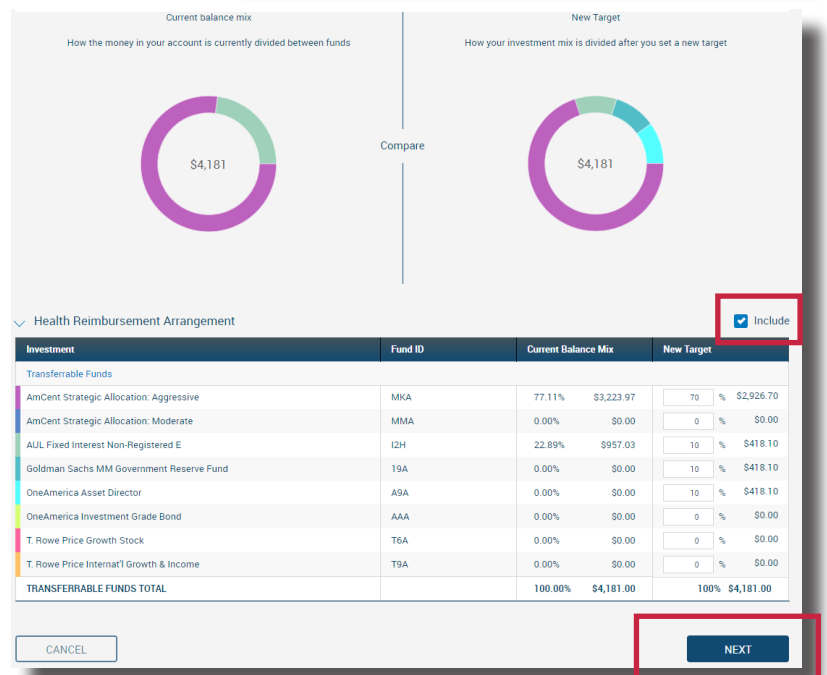 Current balance mix
New Target
How the money in your account is currently divided between funds
How your investment mix is divided after you set a new target
$4,181
Compare
$4,181
Health Reimbursement Arrangement
Include
Investment Fund ID Current Balance Mix New Target
Transferrable Funds
AmCent Strategic Allocation: Aggressive MKA 77.11% $3,223.97 70 % $2,926.70
AmCent Strategic Allocation: Moderate MMA 0.00% $0.00 0 % $0.00
AUL Fixed Interest Non-Registered E I2H 22.89% $957.03 10 % $418.10
Goldman Sachs MM Government Reserve Fund 19A 0.00% $0.00 10 % $418.10
OneAmerica Asset Director A9A 0.00% $0.00 10 % $418.10
OneAmerica Investment Grade Bond AAA 0.00% $0.00 0 % $0.00
T. Rowe Price Growth Stock T6A 0.00% $0.00 0 % $0.00
T. Rowe Price Internat'l Growth & Income T9A 0.00% $0.00 0 % $0.00
TRANSFERRABLE FUNDS TOTAL 100.00% $4,181.00 100% $4,181.00
CANCEL
NEXT